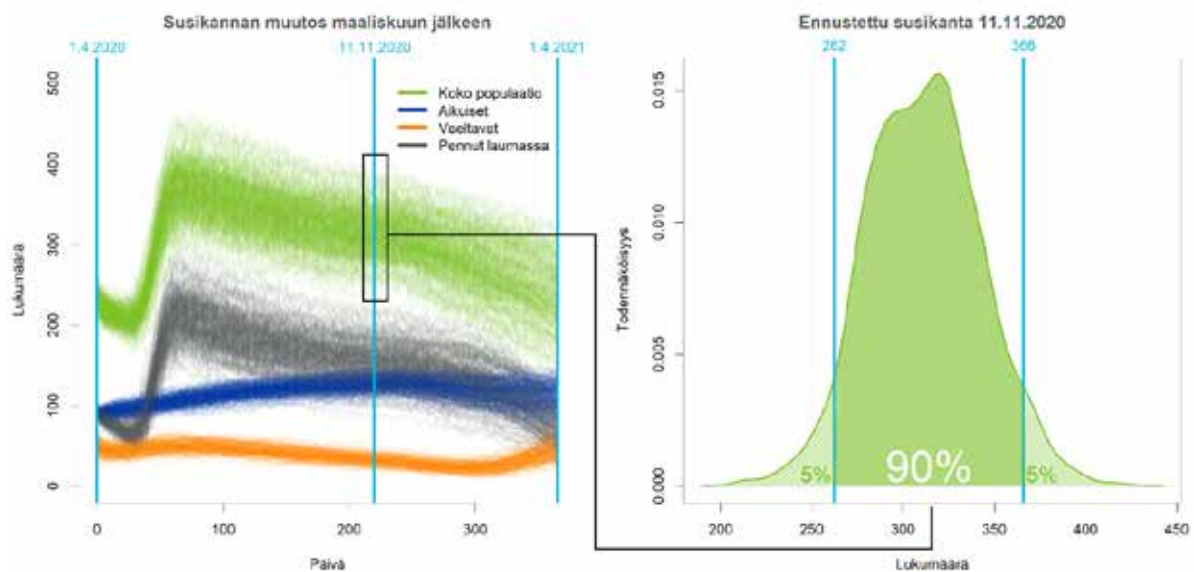 Susikannan muutos maaliskuun jälkeen
1.4.2020
11.11.2020
1.4.2021
Koko populaatio
Aikuiset
Vaeltavat
Pennut laumassa
Lukumäärä
0
100
200
300
400
500
0
100
200
300
Päivä
Ennustettu susikanta 11.11.2020
262
366
Todennäköisyys
0.000
0.005
0.010
0.015
5%
90%
5%
200
250
300
350
400
450
Lukumäärä